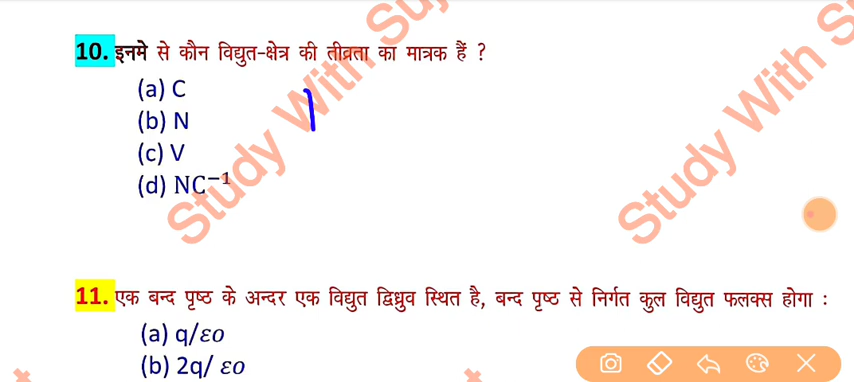 10. इनमे से कौन विद्युत-क्षेत्र की तीव्रता का मात्रक हैं ?
(a) C
(b) N
(c) V
(d) NC⁻¹
Study With
Study With S
11. एक बन्द पृष्ठ के अन्दर एक विद्युत द्विध्रुव स्थित है, बन्द पृष्ठ से निर्गत कुल विद्युत फलक्स होगा :
(a) q/εo
(b) 2q/ εo